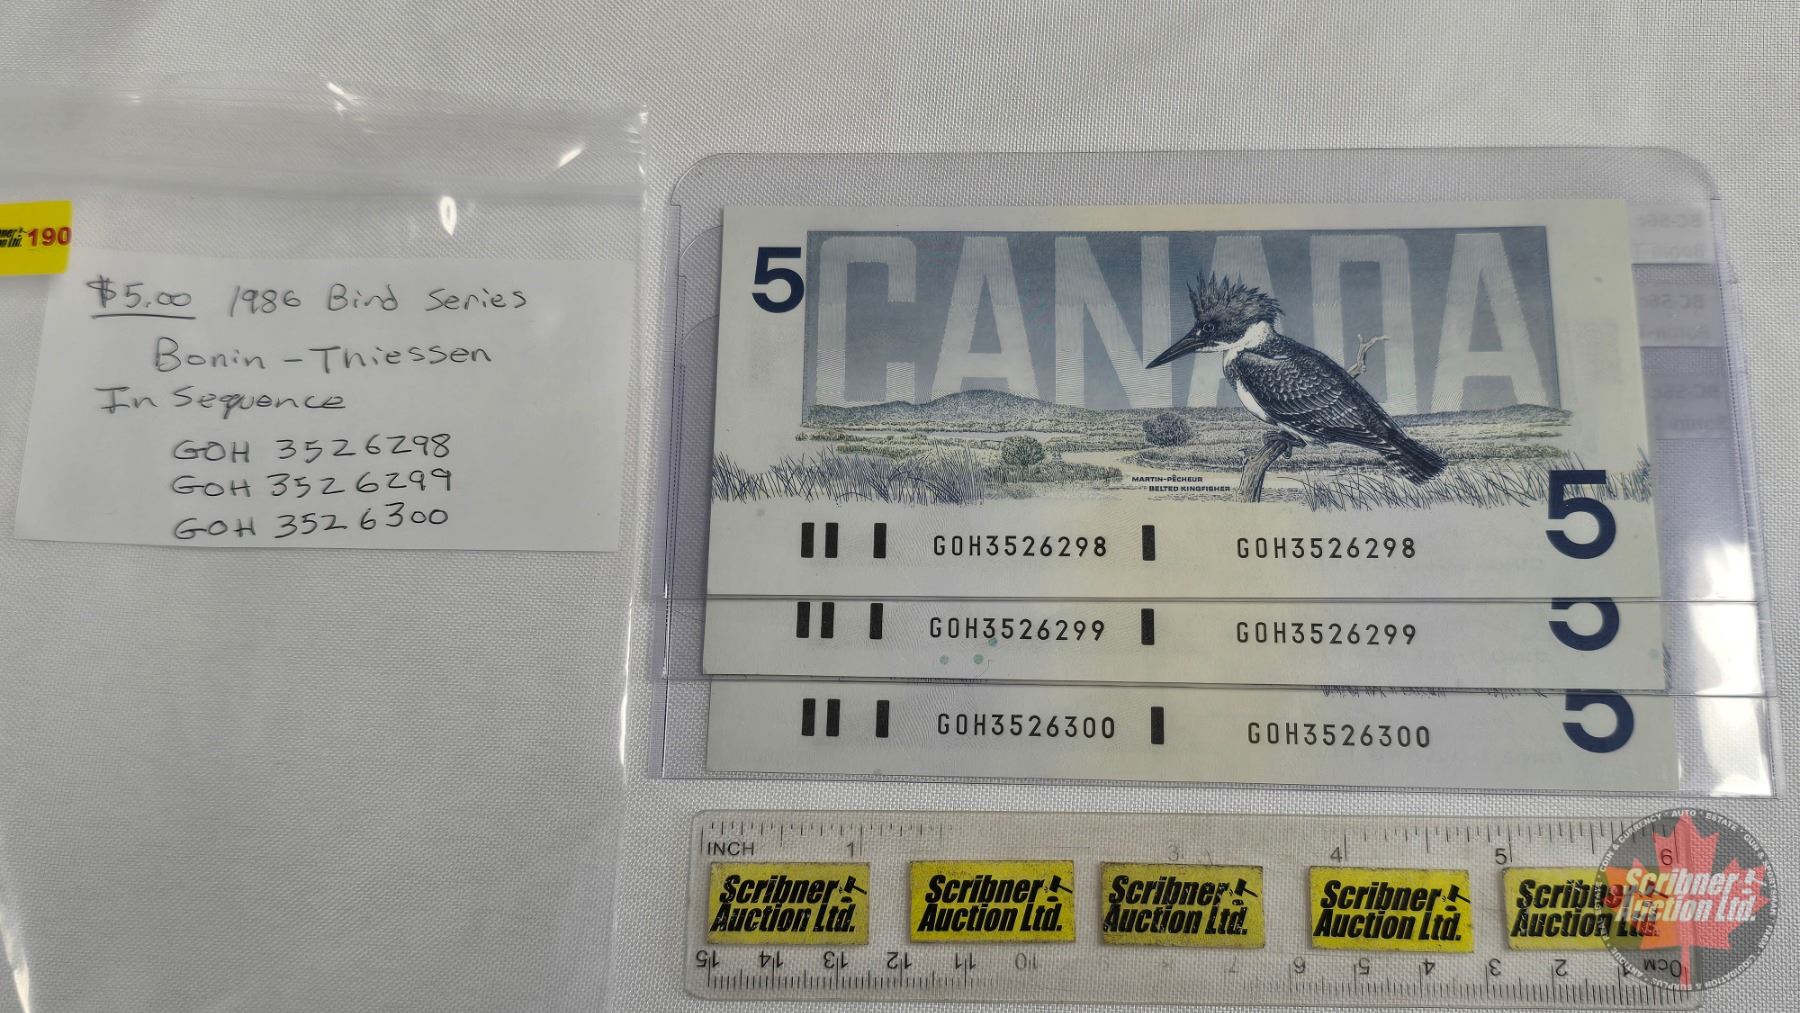 190
$5.00 1986 Bird Series
Bonin - Thiessen
In Sequence
GOH 3526298
GOH 3526299
GOH 3526300
5
CANADA
MARTIN-PÊCHEUR
BELTED KINGFISHER
GOH3526298 GOH3526298
5
GOH3526299 GOH3526299
5
GOH3526300 GOH3526300
5
INCH 1 3 4 5 6
Scribner Auction Ltd.
Scribner Auction Ltd.
Scribner Auction Ltd.
Scribner Auction Ltd.
Scribner Auction Ltd.
15 14 13 12 11 10 7 6 5 4 3 2 1 0CM
Scribner
Auction Ltd.